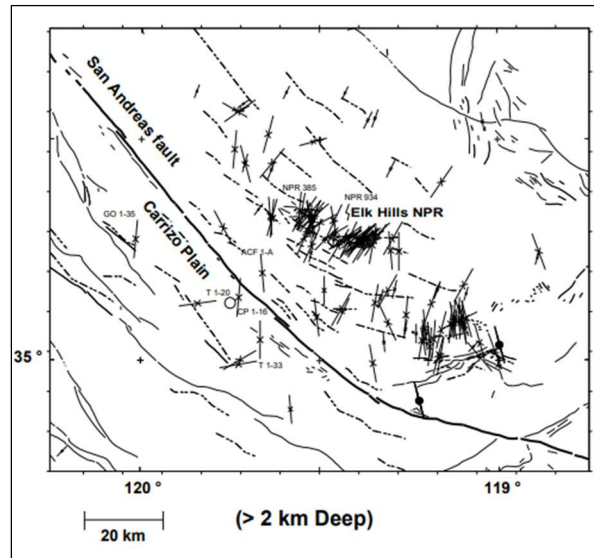 San Andreas fault
Carrizo Plain
NPR 385
NPR 934
Elk Hills NPR
GO 1-35
ACF 1-A
T 1-20
CP 1-16
T 1-33
35 °
120 °
119 °
20 km
(> 2 km Deep)